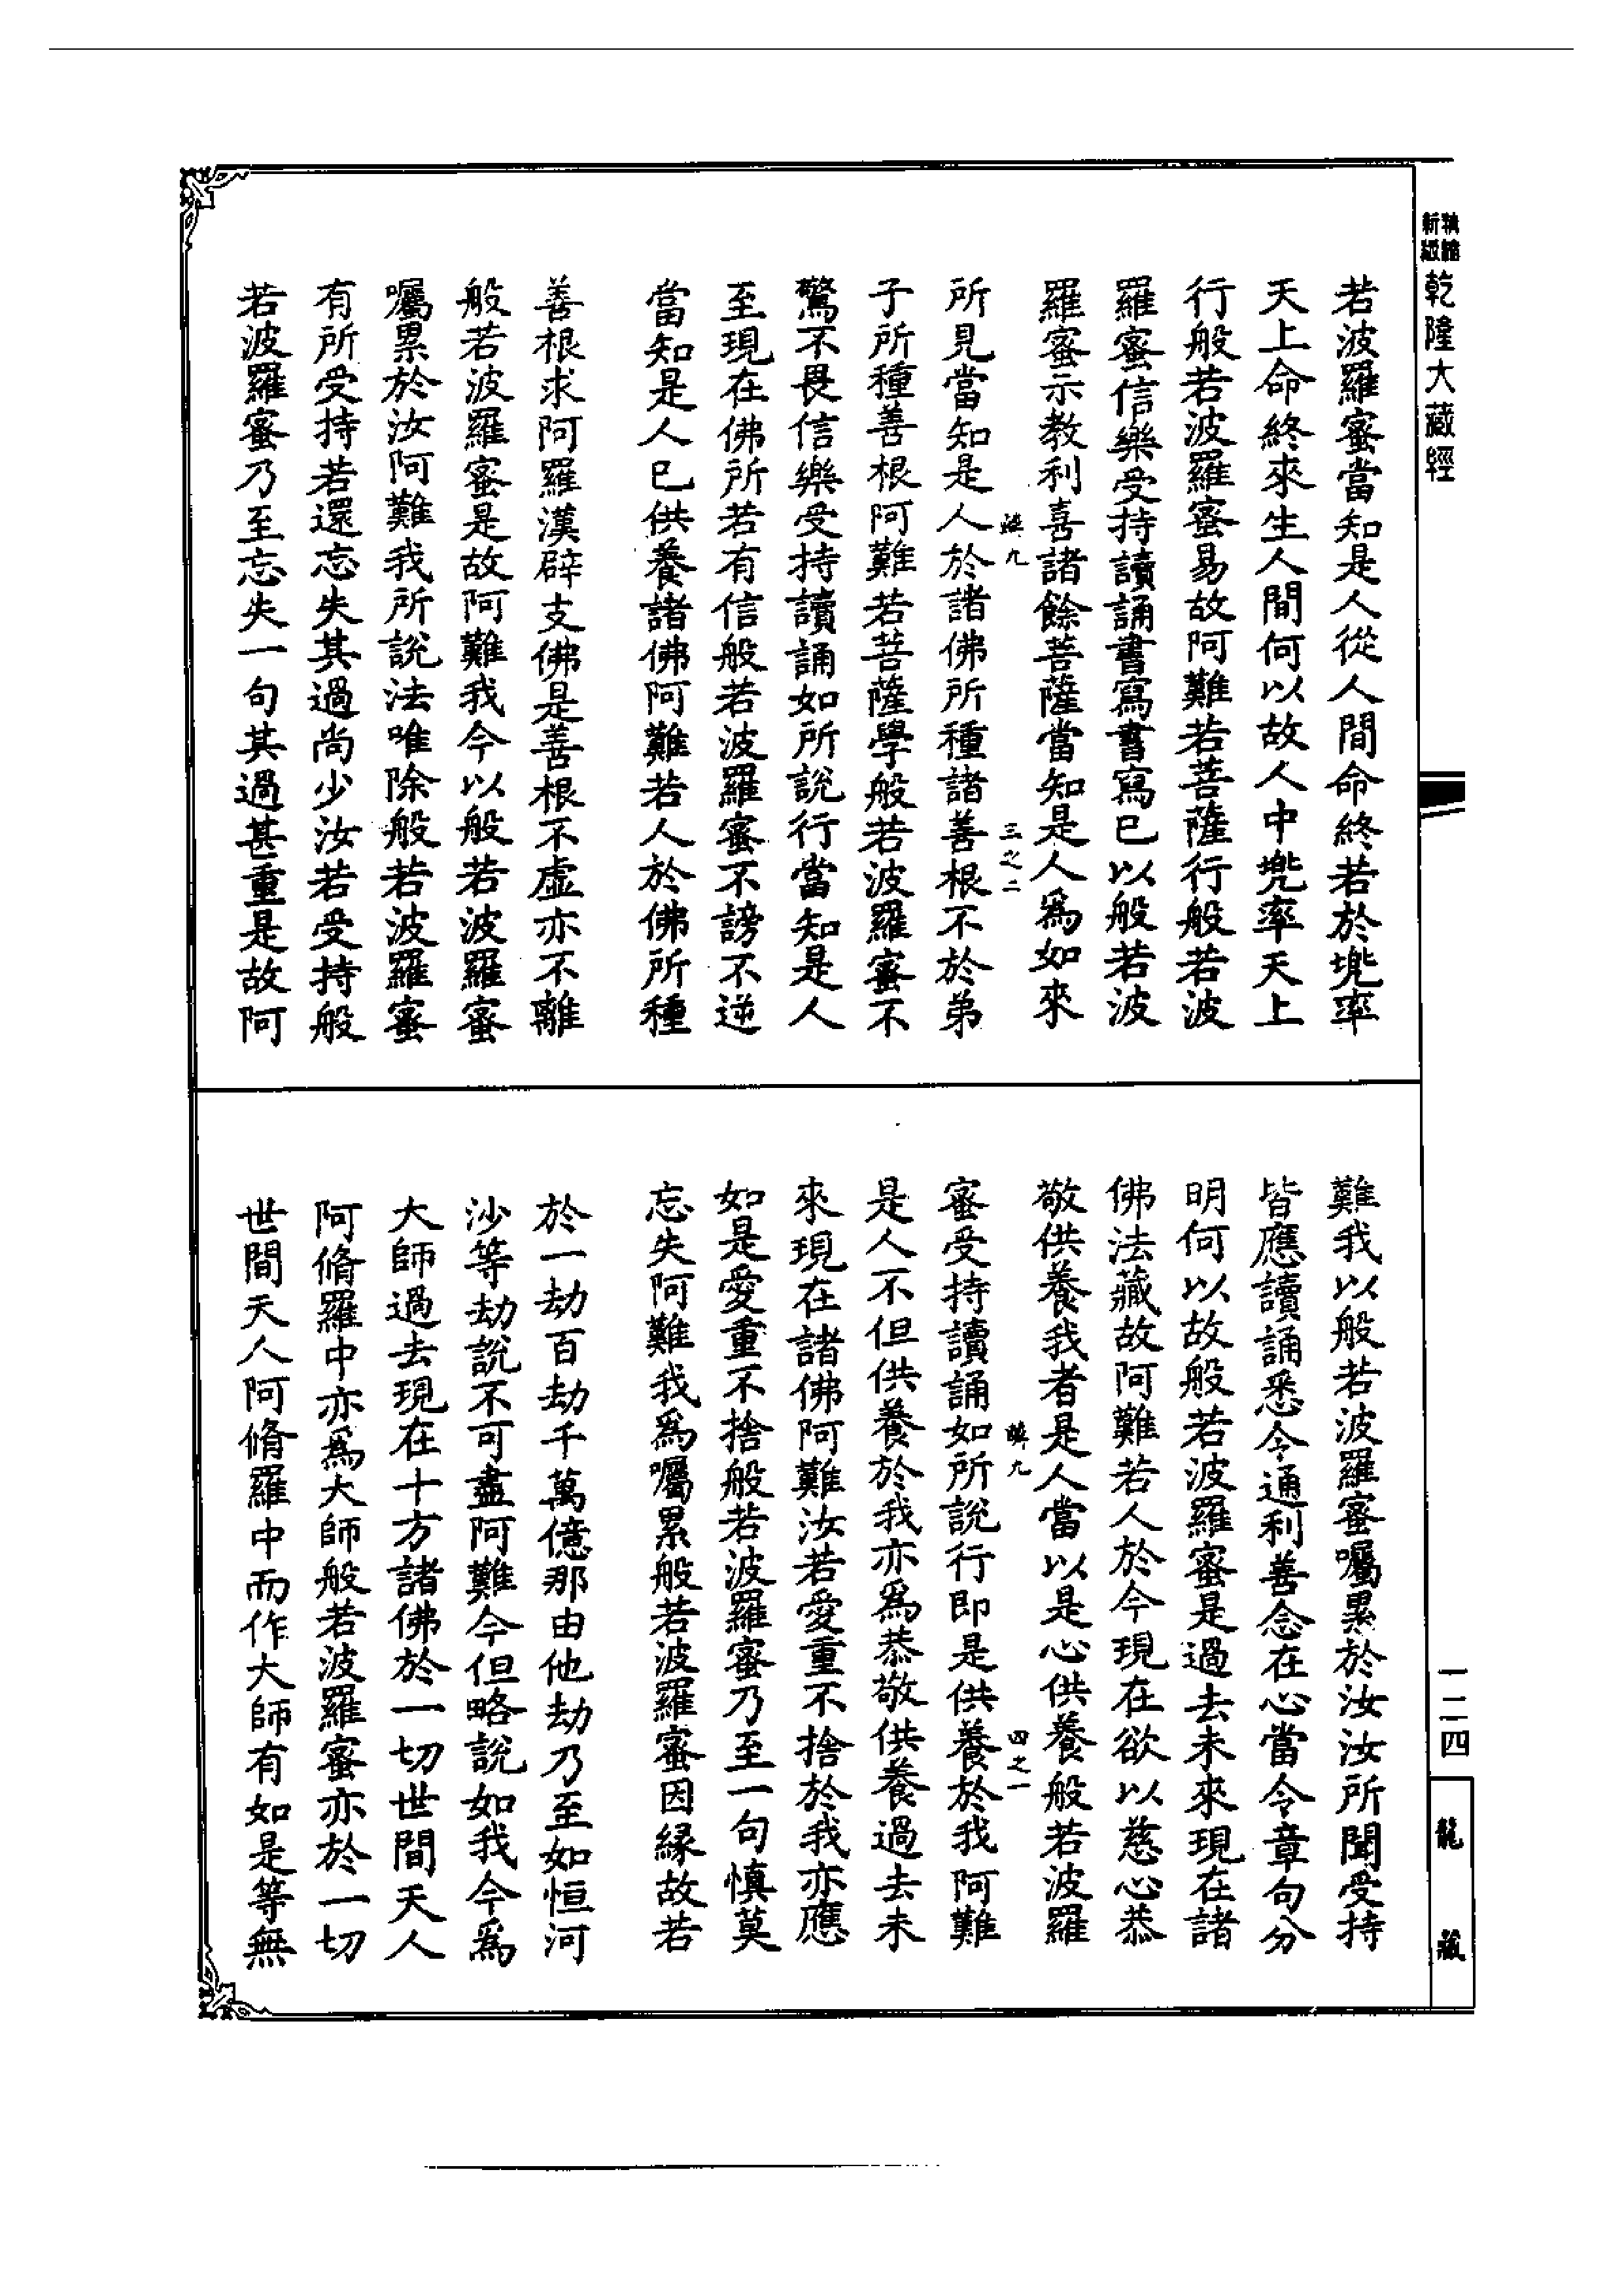 新版 精縮
乾隆大藏經
若波羅蜜當知是人從人間命終若於兜率
天上命終來生人間何以故人中兜率天上
行般若波羅蜜易故阿難若菩薩行般若波
羅蜜信樂受持讀誦書寫書寫已以般若波
羅蜜示教利喜諸餘菩薩當知是人爲如來
九 三之二
所見當知是人於諸佛所種諸善根不於弟
子所種善根阿難若菩薩學般若波羅蜜不
驚不畏信樂受持讀誦如所說行當知是人
至現在佛所若有信般若波羅蜜不謗不逆
當知是人已供養諸佛阿難若人於佛所種
善根求阿羅漢辟支佛是善根不虛亦不離
般若波羅蜜是故阿難我今以般若波羅蜜
囑累於汝阿難我所說法唯除般若波羅蜜
有所受持若還忘失其過尚少汝若受持般
若波羅蜜乃至忘失一句其過甚重是故阿
難我以般若波羅蜜囑累於汝汝所聞受持
皆應讀誦悉令通利善念在心當令章句分
明何以故般若波羅蜜是過去未來現在諸
佛法藏故阿難若人於今現在欲以慈心恭
敬供養我者是人當以是心供養般若波羅
九 四之一
蜜受持讀誦如所說行即是供養於我阿難
是人不但供養於我亦爲恭敬供養過去未
來現在諸佛阿難汝若愛重不捨於我亦應
如是愛重不捨般若波羅蜜乃至一句慎莫
忘失阿難我爲囑累般若波羅蜜因緣故若
於一劫百劫千萬億那由他劫乃至如恒河
沙等劫說不可盡阿難今但略說如我今爲
大師過去現在十方諸佛於一切世間天人
阿脩羅中亦爲大師般若波羅蜜亦於一切
世間天人阿脩羅中而作大師有如是等無
一二四
龍藏